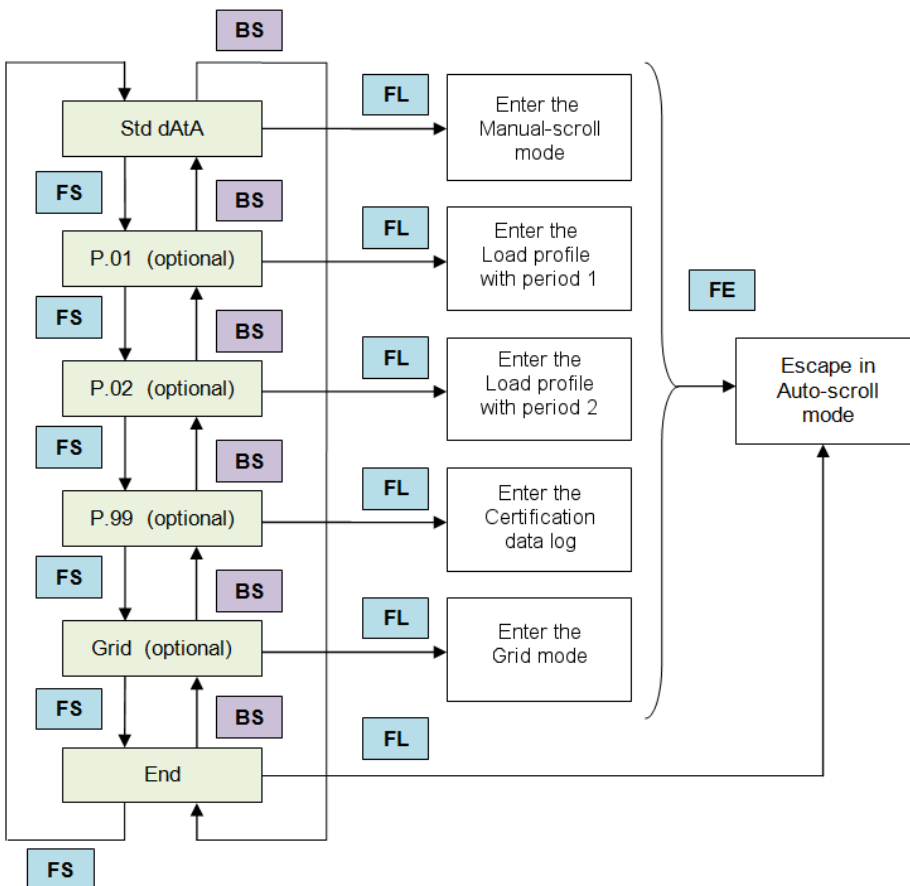 BS
FL
Enter the
Manual-scroll
mode
Std dAtA
FS
BS
FL
Enter the
Load profile
with period 1
P.01 (optional)
FE
FS
BS
FL
Enter the
Load profile
with period 2
P.02 (optional)
Escape in
Auto-scroll
mode
FS
BS
FL
Enter the
Certification
data log
P.99 (optional)
FS
BS
FL
Enter the
Grid mode
Grid (optional)
FS
BS
FL
End
FS